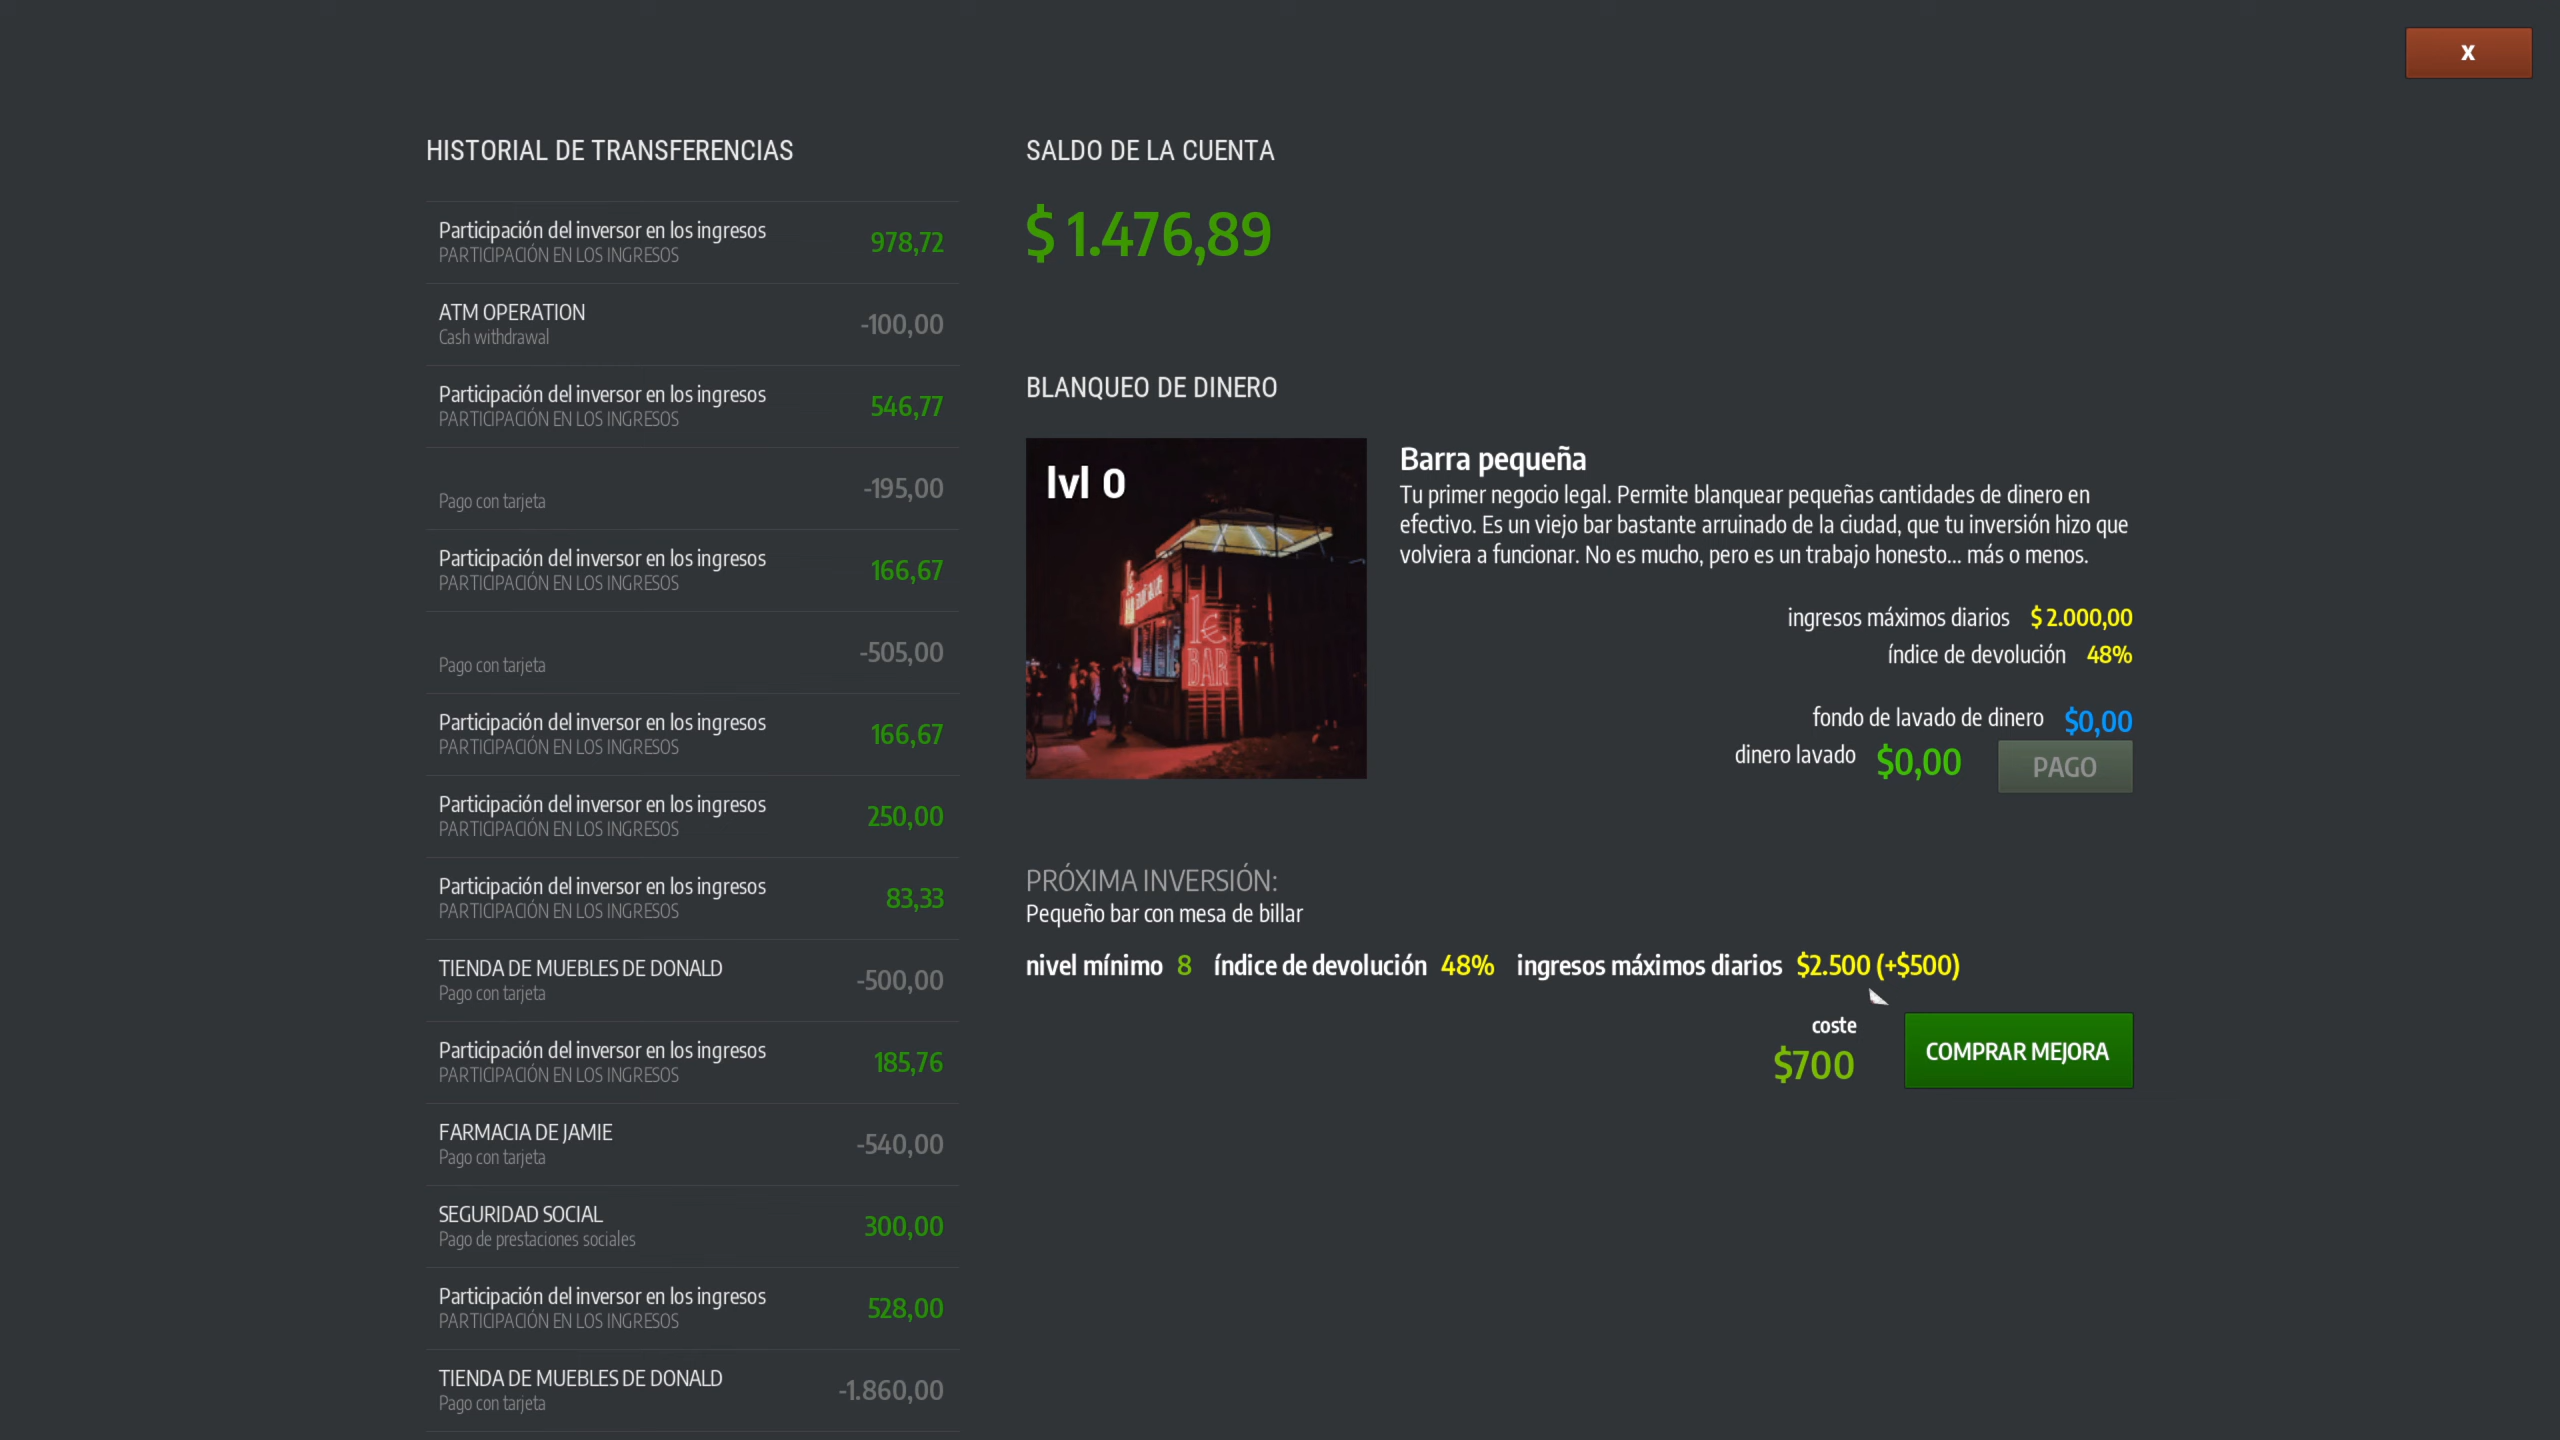 X
HISTORIAL DE TRANSFERENCIAS
Participación del inversor en los ingresos
PARTICIPACIÓN EN LOS INGRESOS
978,72
ATM OPERATION
Cash withdrawal
-100,00
Participación del inversor en los ingresos
PARTICIPACIÓN EN LOS INGRESOS
546,77
Pago con tarjeta
-195,00
Participación del inversor en los ingresos
PARTICIPACIÓN EN LOS INGRESOS
166,67
Pago con tarjeta
-505,00
Participación del inversor en los ingresos
PARTICIPACIÓN EN LOS INGRESOS
166,67
Participación del inversor en los ingresos
PARTICIPACIÓN EN LOS INGRESOS
250,00
Participación del inversor en los ingresos
PARTICIPACIÓN EN LOS INGRESOS
83,33
TIENDA DE MUEBLES DE DONALD
Pago con tarjeta
-500,00
Participación del inversor en los ingresos
PARTICIPACIÓN EN LOS INGRESOS
185,76
FARMACIA DE JAMIE
Pago con tarjeta
-540,00
SEGURIDAD SOCIAL
Pago de prestaciones sociales
300,00
Participación del inversor en los ingresos
PARTICIPACIÓN EN LOS INGRESOS
528,00
TIENDA DE MUEBLES DE DONALD
Pago con tarjeta
-1.860,00
SALDO DE LA CUENTA
$ 1.476,89
BLANQUEO DE DINERO
lvl 0
1€
BAR
Barra pequeña
Tu primer negocio legal. Permite blanquear pequeñas cantidades de dinero en
efectivo. Es un viejo bar bastante arruinado de la ciudad, que tu inversión hizo que
volviera a funcionar. No es mucho, pero es un trabajo honesto... más o menos.
ingresos máximos diarios $ 2.000,00
índice de devolución 48%
fondo de lavado de dinero $0,00
dinero lavado $0,00 PAGO
PRÓXIMA INVERSIÓN:
Pequeño bar con mesa de billar
nivel mínimo 8 índice de devolución 48% ingresos máximos diarios $2.500 (+$500)
coste
$700
COMPRAR MEJORA